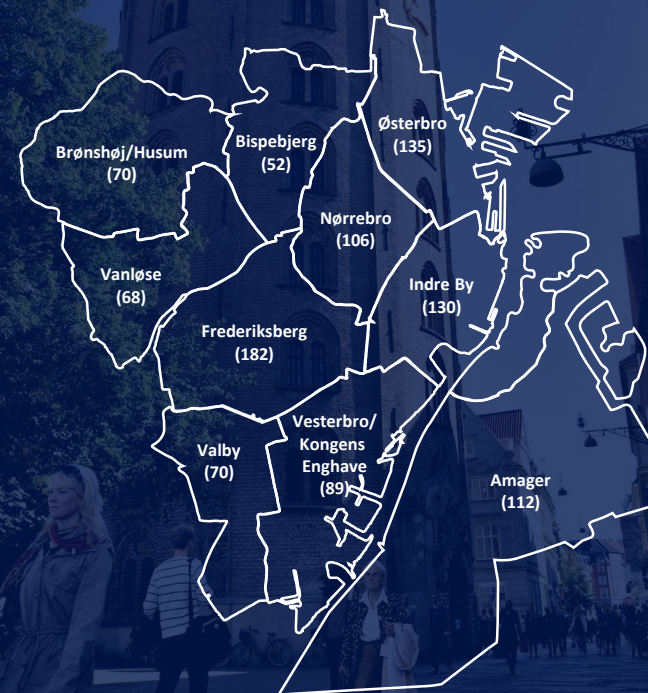 Østerbro
(135)
Bispebjerg
(52)
Brønshøj/Husum
(70)
Nørrebro
(106)
Vanløse
(68)
Indre By
(130)
Frederiksberg
(182)
Vesterbro/
Kongens
Enghave
(89)
Valby
(70)
Amager
(112)